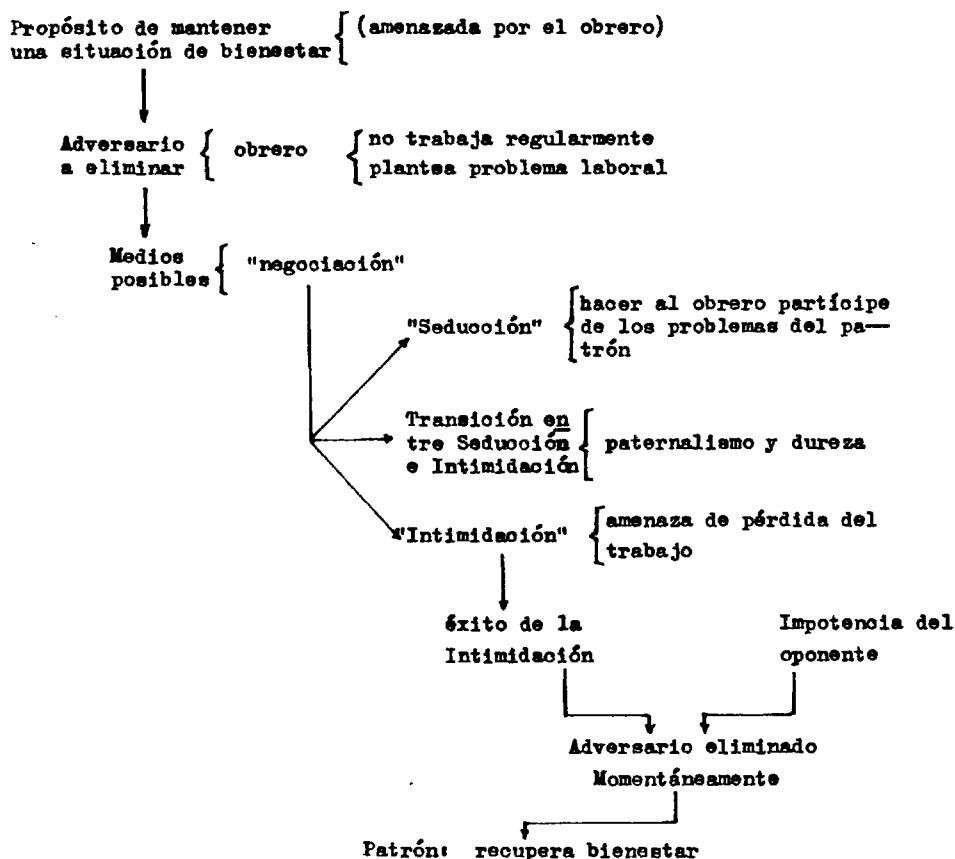 Propósito de mantener
una situación de bienestar { (amenazada por el obrero)
Adversario
a eliminar { obrero { no trabaja regularmente
plantea problema laboral
Medios
posibles { "negociación"
"Seducción" { hacer al obrero partícipe
de los problemas del pa—
trón
Transición en
tre Seducción
e Intimidación { paternalismo y dureza
"Intimidación" { amenaza de pérdida del
trabajo
éxito de la
Intimidación
Impotencia del
oponente
Adversario eliminado
Momentáneamente
Patrón: recupera bienestar